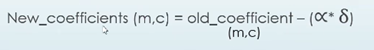 New_coefficients (m,c) = old_coefficient – (∝* δ)
(m,c)